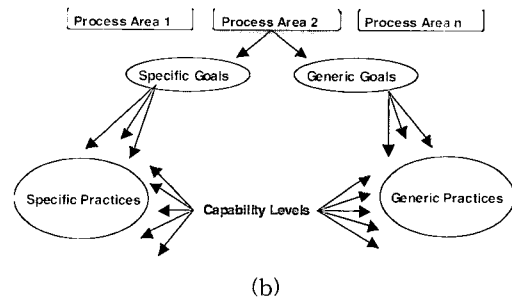 Process Area 1 Process Area 2 Process Area n
Specific Goals Generic Goals
Specific Practices Capability Levels Generic Practices
(b)